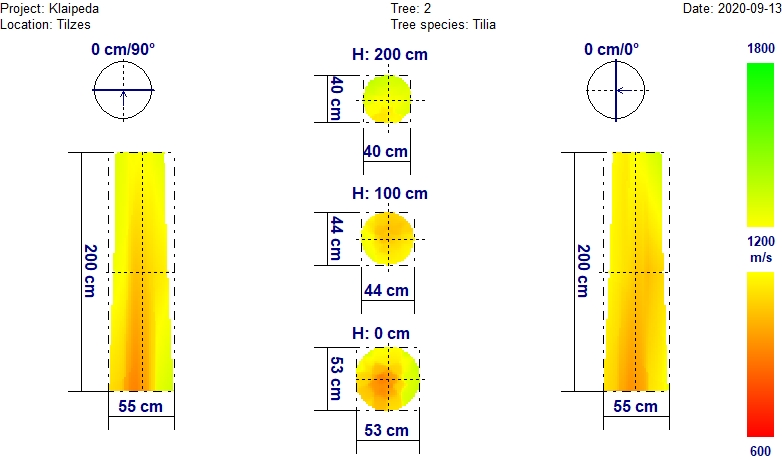 Project: Klaipeda
Tree: 2
Date: 2020-09-13
Location: Tilzes
Tree species: Tilia
0 cm/90°
H: 200 cm
0 cm/0°
1800
40 cm
40 cm
H: 100 cm
200 cm
44 cm
44 cm
200 cm
1200
m/s
H: 0 cm
53 cm
55 cm
53 cm
55 cm
600